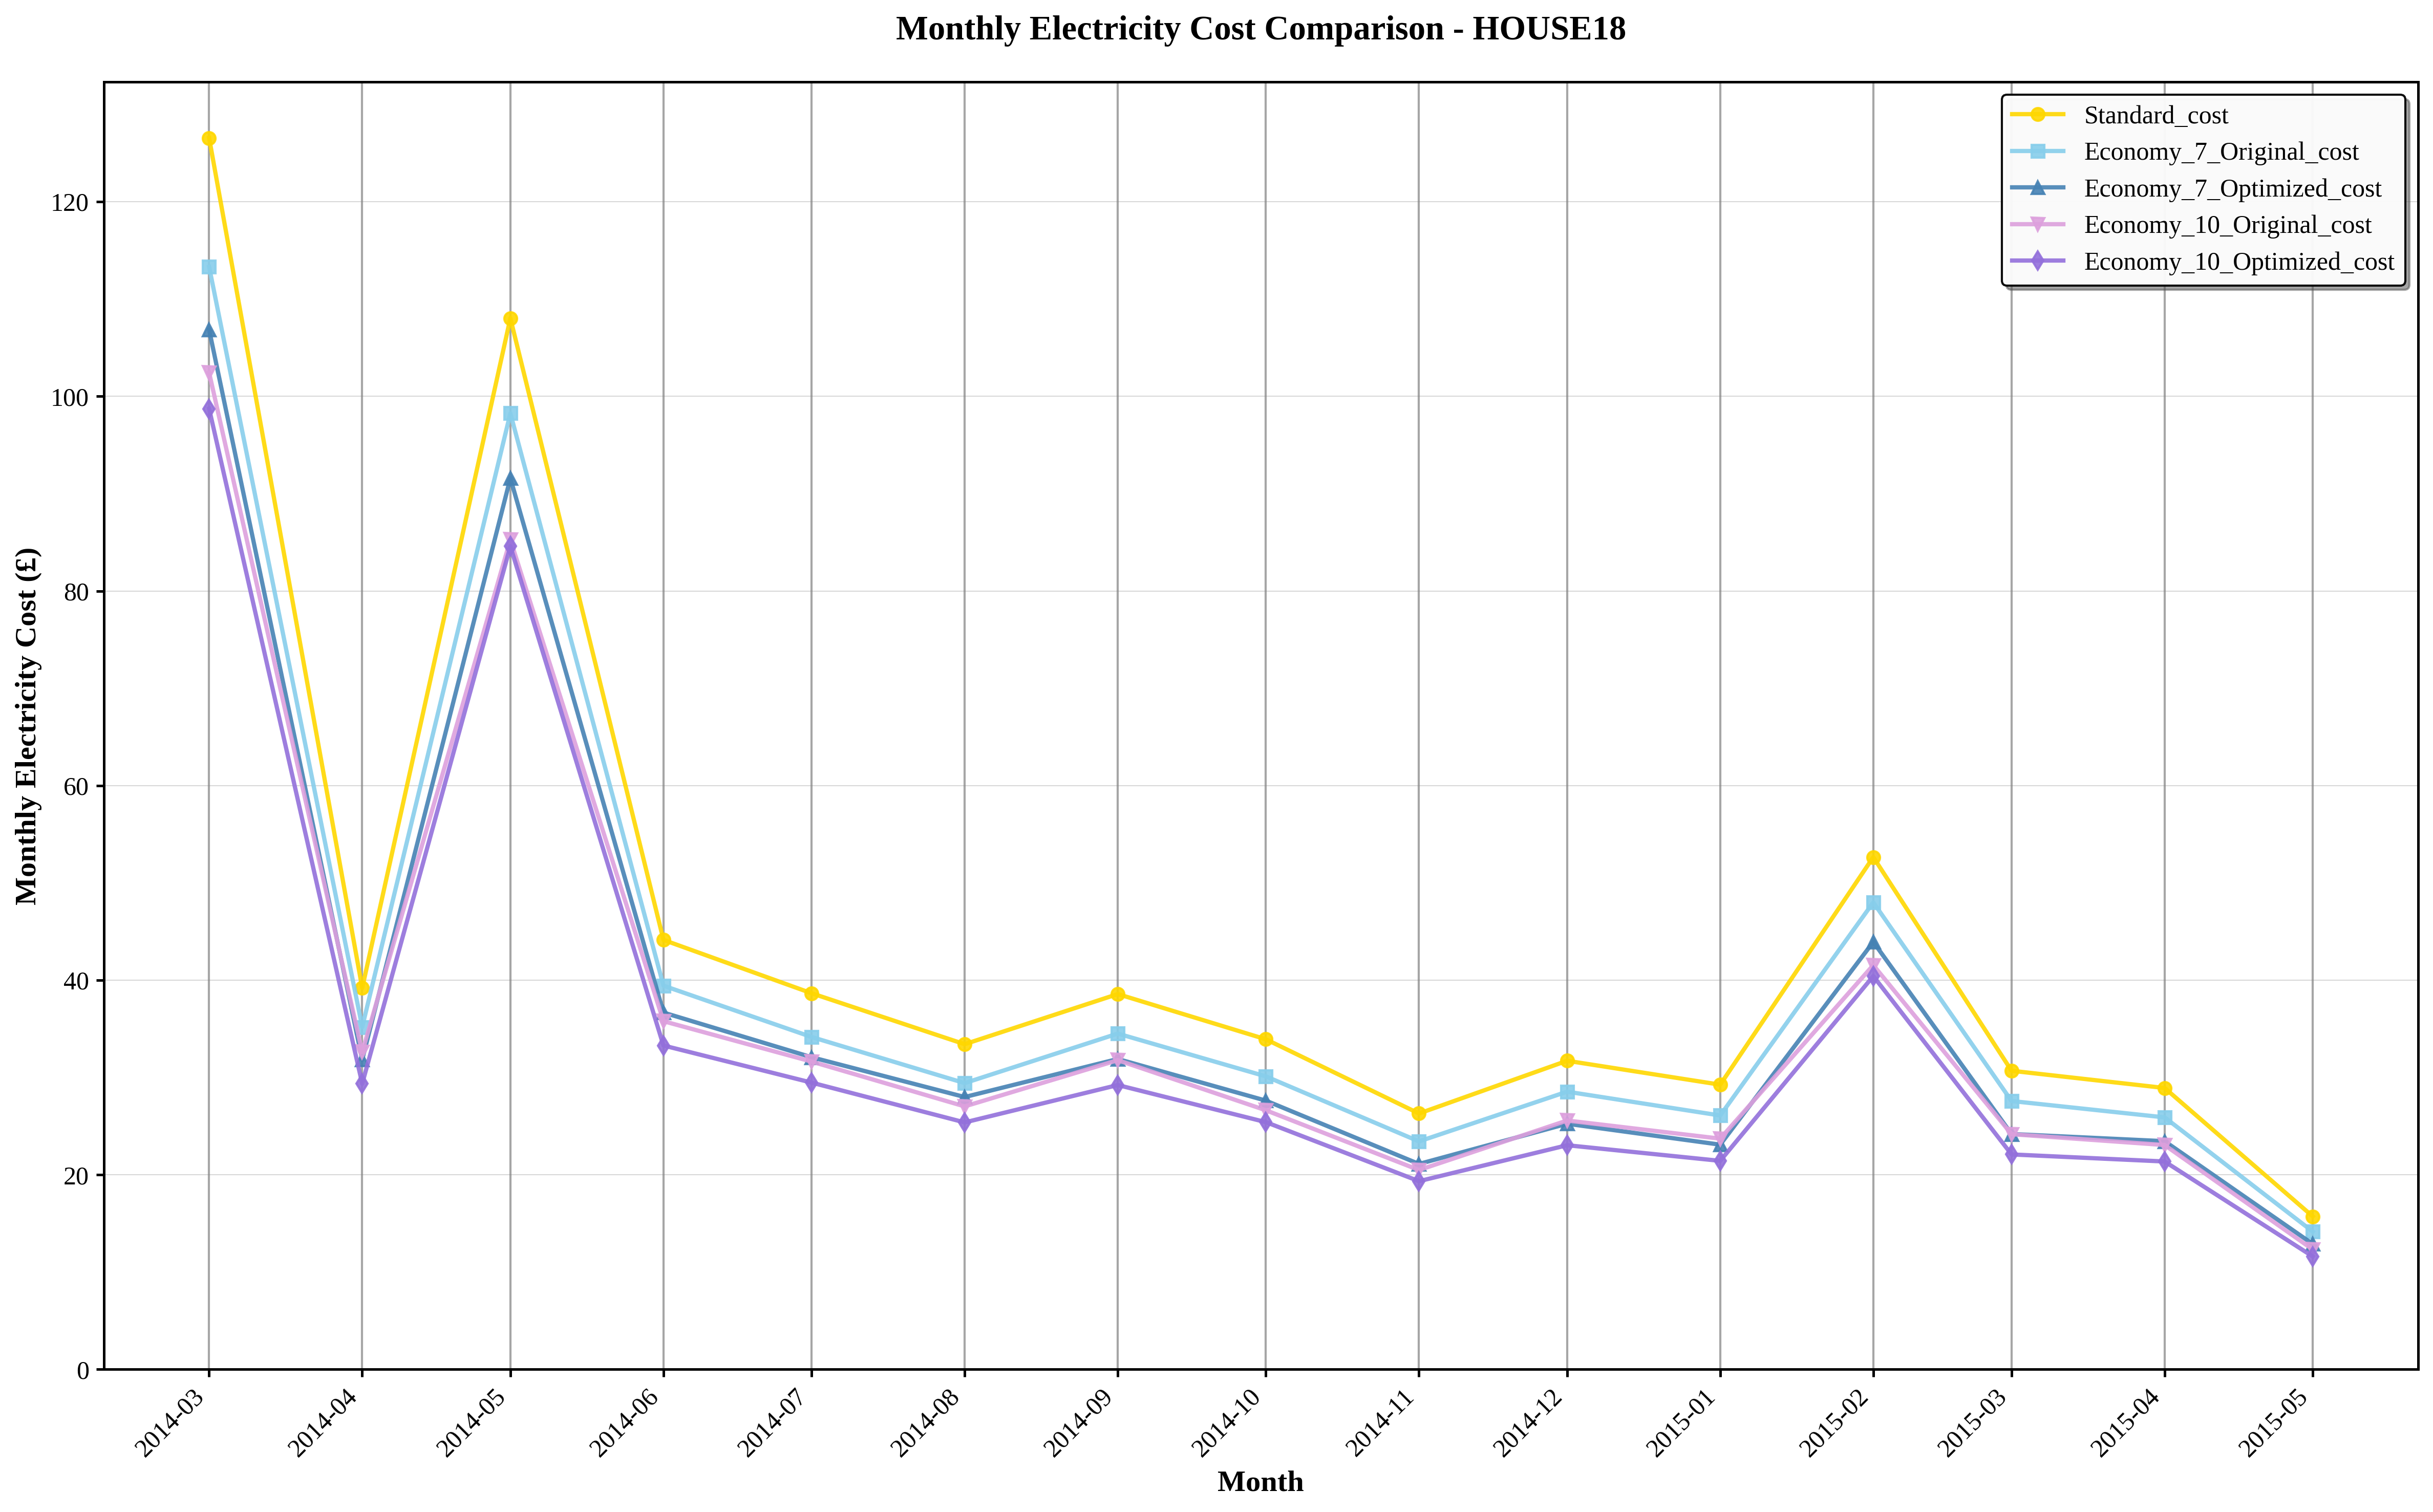 Monthly Electricity Cost Comparison - HOUSE18
Standard_cost
Economy_7_Original_cost
Economy_7_Optimized_cost
Economy_10_Original_cost
Economy_10_Optimized_cost
Monthly Electricity Cost (£)
120
100
80
60
40
20
0
2014-03
2014-04
2014-05
2014-06
2014-07
2014-08
2014-09
2014-10
2014-11
2014-12
2015-01
2015-02
2015-03
2015-04
2015-05
Month